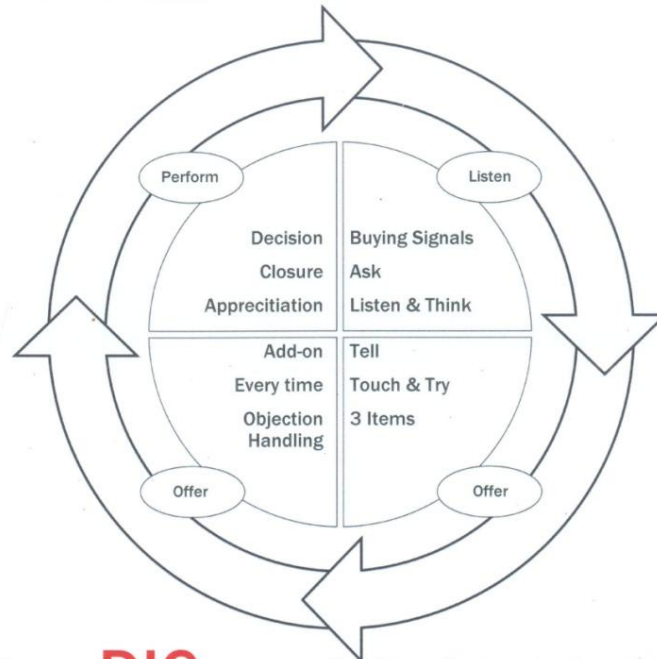 Perform
Listen
Decision
Closure
Apprecitiation
Buying Signals
Ask
Listen & Think
Add-on
Every time
Objection
Handling
Tell
Touch & Try
3 Items
Offer
Offer